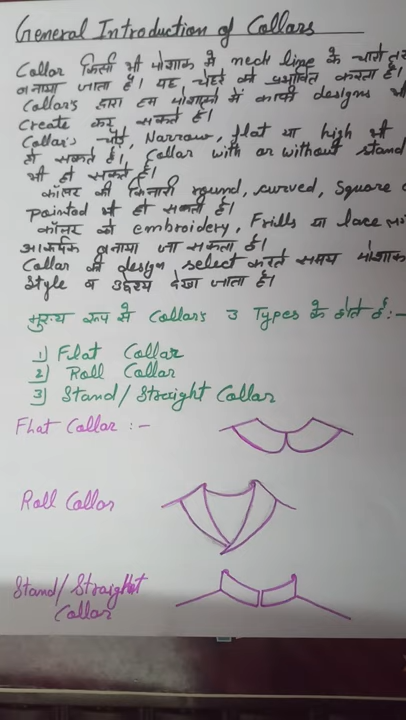 General Introduction of Collars
Collar किसी भी पोशाक में neck line के चारों
बनाया जाता है। यह चेहरे को प्रभावित करता है।
Collar's द्वारा हम पोशाकों में काफी designs भी
Create कर सकते हैं।
Collar's चौड़े, Narrow, flat या high भी
हो सकते हैं। Collar with or without stand
भी हो सकते हैं।
कॉलर की किनारी round, curved, Square
pointed भी हो सकती है।
कॉलर को embroidery, Frills या lace
आकर्षक बनाया जा सकता है।
Collar की design select करते समय पोशाक
Style व उद्देश्य देखा जाता है।
मुख्य रूप से Collars 3 Types के होते हैं:-
1) Flat Collar
2) Roll Collar
3) Stand/Straight Collar
Flat Collar :-
Roll Collar
Stand/Straight
Collar